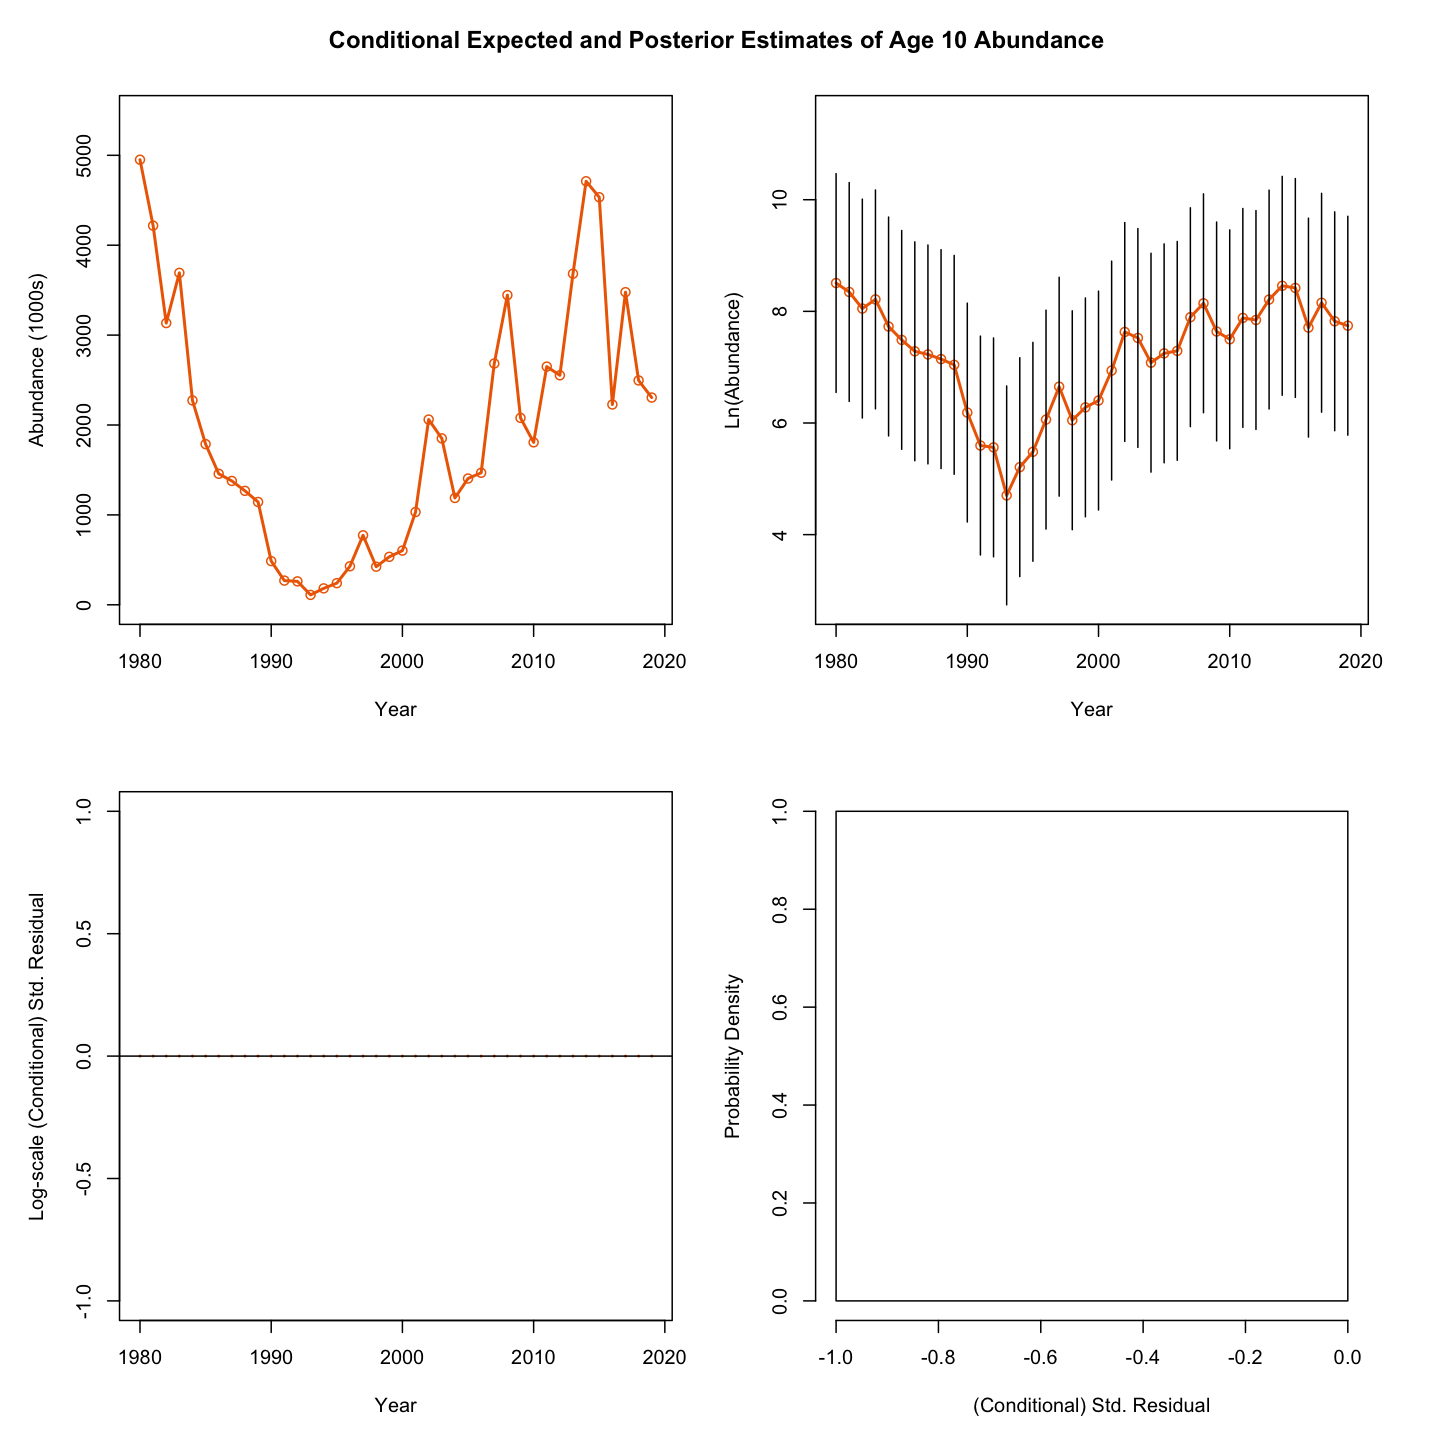 Conditional Expected and Posterior Estimates of Age 10 Abundance
Abundance (1000s)
5000
4000
3000
2000
1000
0
1980 1990 2000 2010 2020
Year
Ln(Abundance)
10
8
6
4
1980 1990 2000 2010 2020
Year
Log-scale (Conditional) Std. Residual
1.0
0.5
0.0
-0.5
-1.0
1980 1990 2000 2010 2020
Year
Probability Density
1.0
0.8
0.6
0.4
0.2
0.0
-1.0 -0.8 -0.6 -0.4 -0.2 0.0
(Conditional) Std. Residual